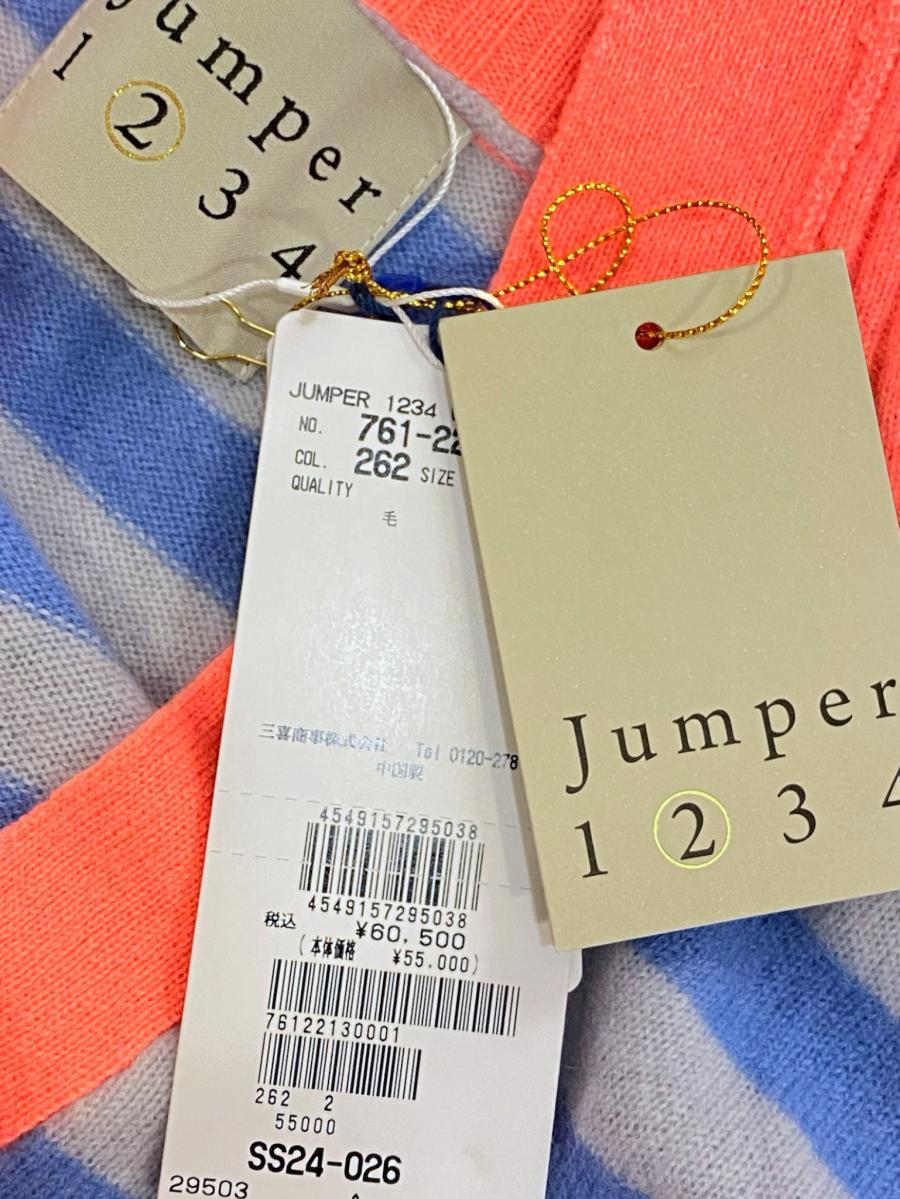 Jumper
1 2 3 4
JUMPER 1234
NO. 761-22
COL. 262 SIZE
QUALITY
毛
三喜商事株式会社 Tel 0120-278
中国製
4549157295038
4549157295038
税込 ¥60,500
(本体価格 ¥55,000)
76122130001
262 2
55000
SS24-026
29503
Jumper
1 2 3 4